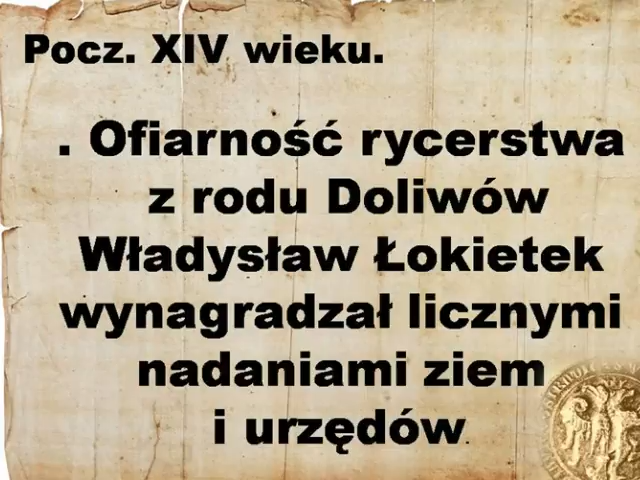 Pocz. XIV wieku.
. Ofiarność rycerstwa
z rodu Doliwów
Władysław Łokietek
wynagradzał licznymi
nadaniami ziem
i urzędów.